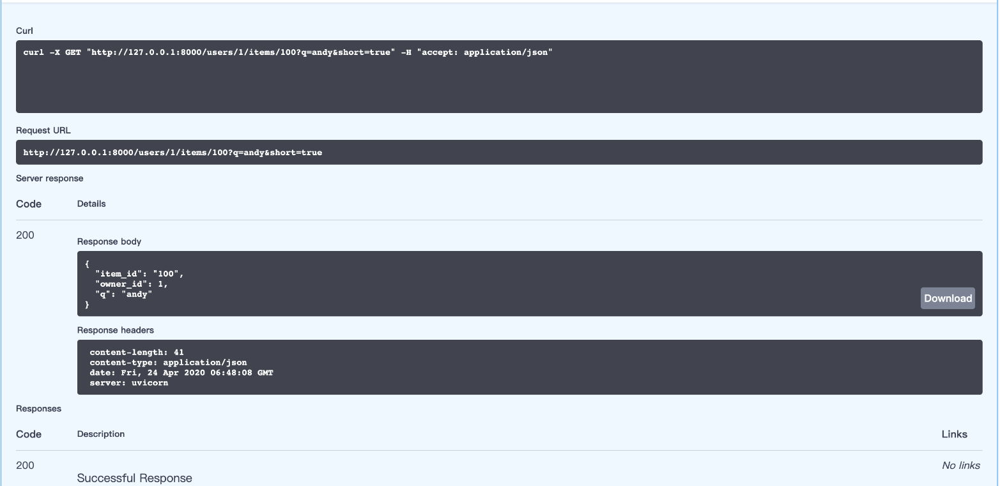 Curl
curl -X GET "http://127.0.0.1:8000/users/1/items/100?q=andy&short=true" -H "accept: application/json"
Request URL
http://127.0.0.1:8000/users/1/items/100?q=andy&short=true
Server response
Code Details
200
Response body
{
  "item_id": "100",
  "owner_id": 1,
  "q": "andy"
}
Download
Response headers
content-length: 41
content-type: application/json
date: Fri, 24 Apr 2020 06:48:08 GMT
server: uvicorn
Responses
Code Description Links
200 No links
Successful Response